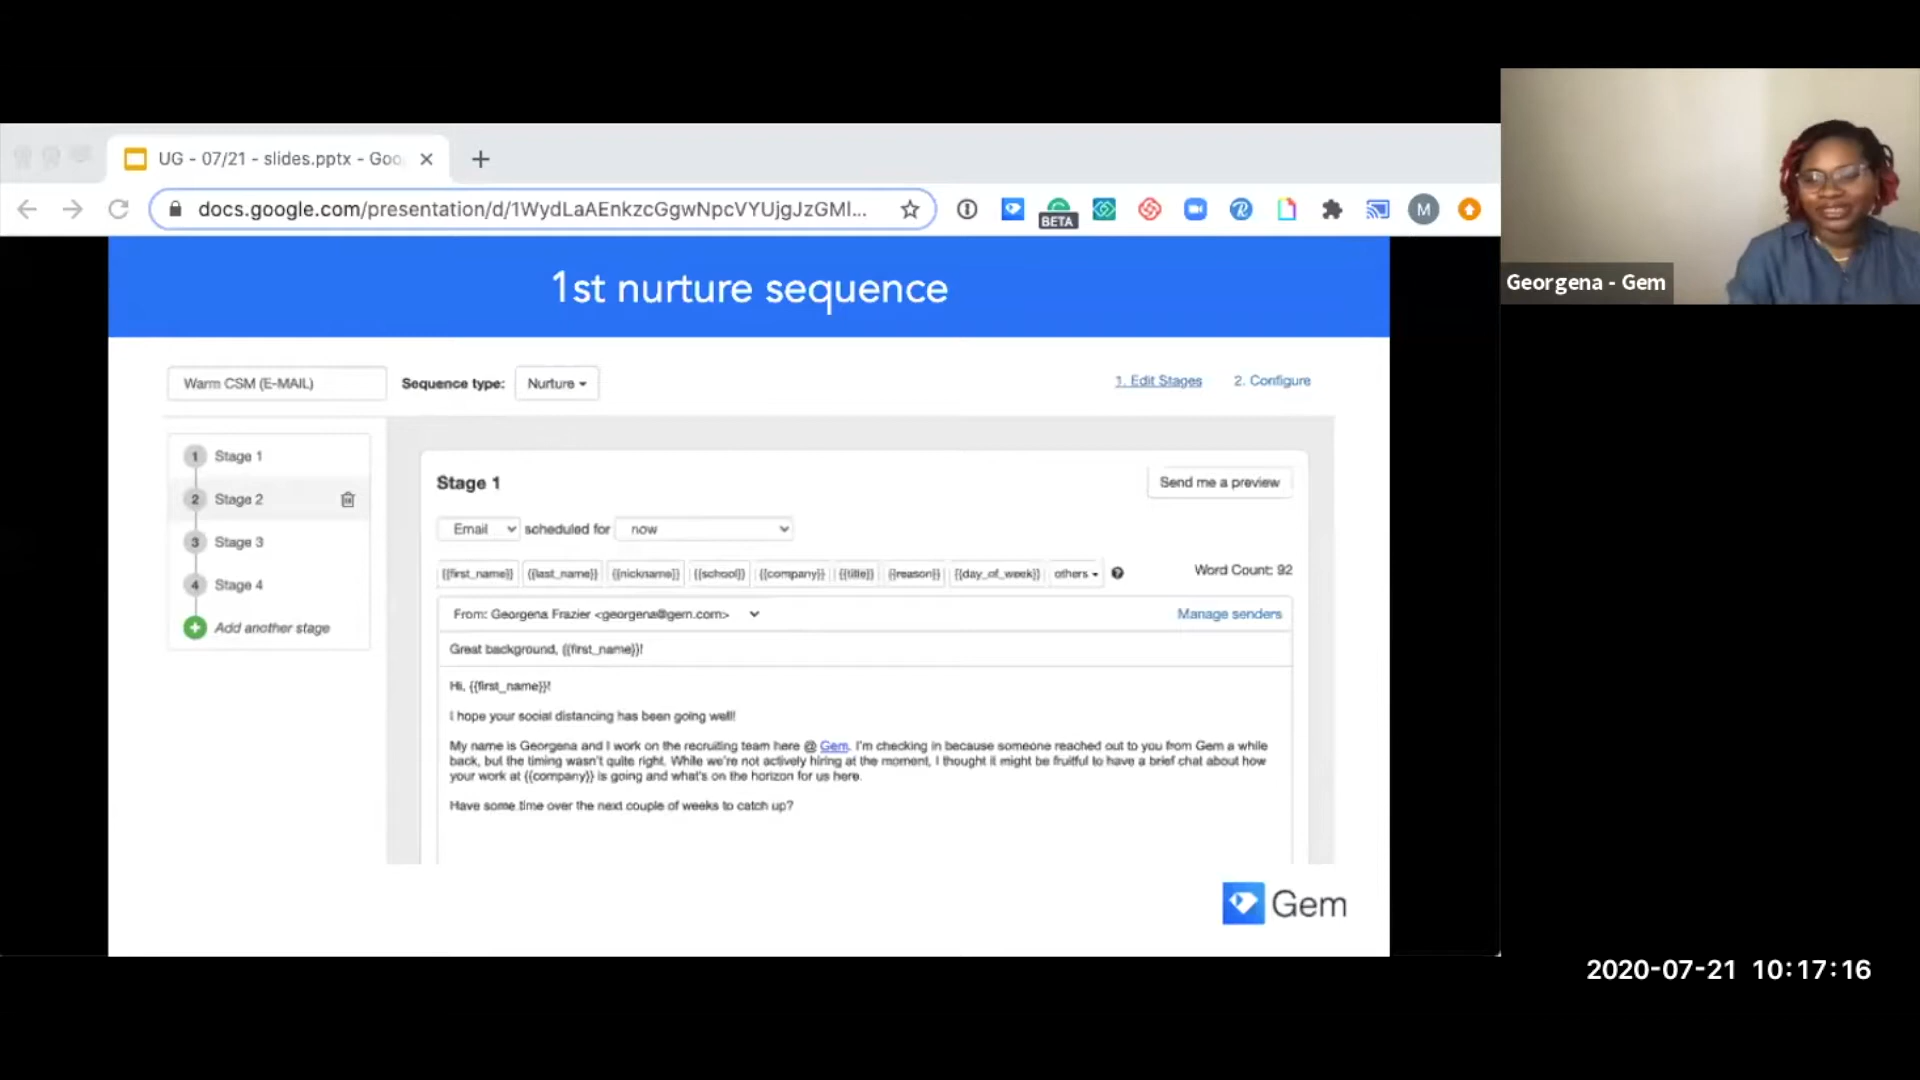 UG - 07/21 - slides.pptx - Goo
docs.google.com/presentation/d/1WydLaAEnkzcGgwNpcVYUjgJzGMl...
BETA
M
Georgena - Gem
1st nurture sequence
Warm CSM (E-MAIL)
Sequence type:
Nurture
1. Edit Stages
2. Configure
1 Stage 1
2 Stage 2
3 Stage 3
4 Stage 4
Add another stage
Stage 1
Send me a preview
Email scheduled for now
{{first_name}} {{last_name}} {{nickname}} {{school}} {{company}} {{title}} {{reason}} {{day_of_week}} others
Word Count: 92
From: Georgena Frazier <georgena@gem.com>
Manage senders
Great background, {{first_name}}!
Hi, {{first_name}}!
I hope your social distancing has been going well!
My name is Georgena and I work on the recruiting team here @ Gem. I'm checking in because someone reached out to you from Gem a while
back, but the timing wasn't quite right. While we're not actively hiring at the moment, I thought it might be fruitful to have a brief chat about how
your work at {{company}} is going and what's on the horizon for us here.
Have some time over the next couple of weeks to catch up?
Gem
2020-07-21 10:17:16